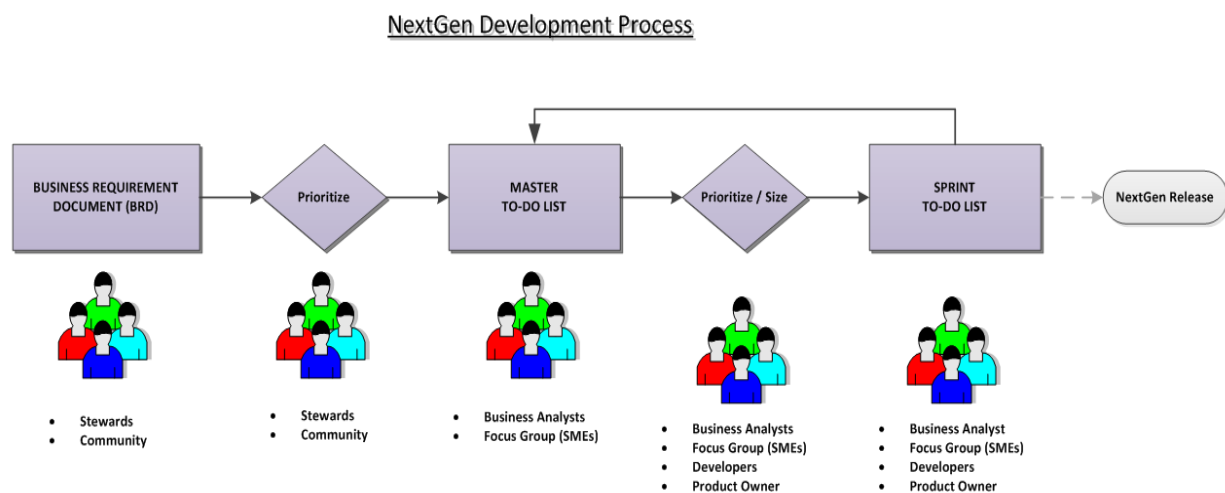 NextGen Development Process
BUSINESS REQUIREMENT
DOCUMENT (BRD)
Prioritize
MASTER
TO-DO LIST
Prioritize / Size
SPRINT
TO-DO LIST
NextGen Release
• Stewards
• Community
• Stewards
• Community
• Business Analysts
• Focus Group (SMEs)
• Business Analysts
• Focus Group (SMEs)
• Developers
• Product Owner
• Business Analyst
• Focus Group (SMEs)
• Developers
• Product Owner